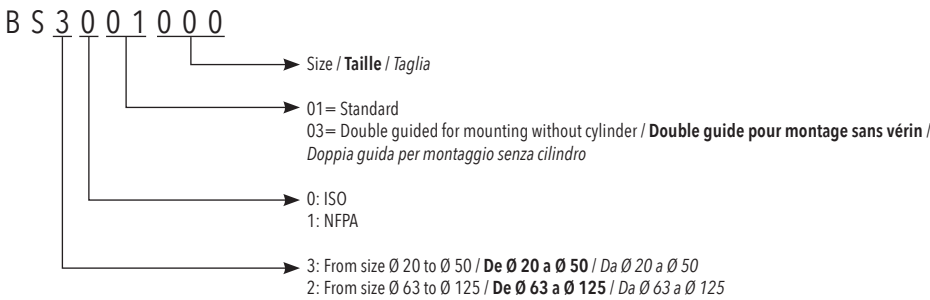 B S 3 0 0 1 0 0 0
Size / Taille / Taglia
01= Standard
03= Double guided for mounting without cylinder / Double guide pour montage sans vérin /
Doppia guida per montaggio senza cilindro
0: ISO
1: NFPA
3: From size Ø 20 to Ø 50 / De Ø 20 a Ø 50 / Da Ø 20 a Ø 50
2: From size Ø 63 to Ø 125 / De Ø 63 a Ø 125 / Da Ø 63 a Ø 125